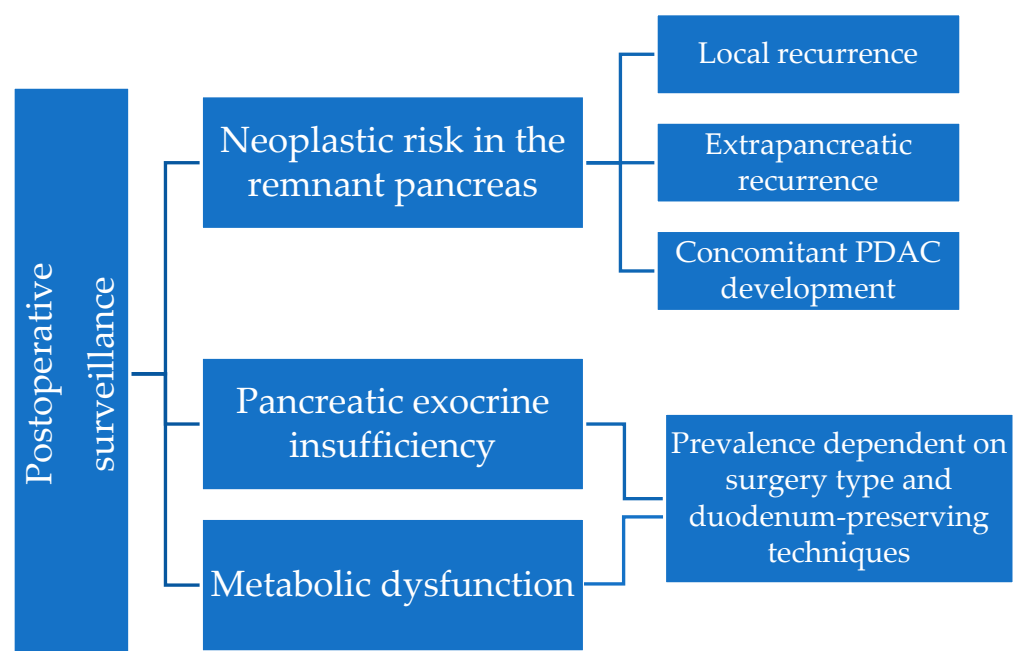 Postoperative
surveillance
Neoplastic risk in the
remnant pancreas
Local recurrence
Extrapancreatic
recurrence
Concomitant PDAC
development
Pancreatic exocrine
insufficiency
Metabolic dysfunction
Prevalence dependent on
surgery type and
duodenum-preserving
techniques